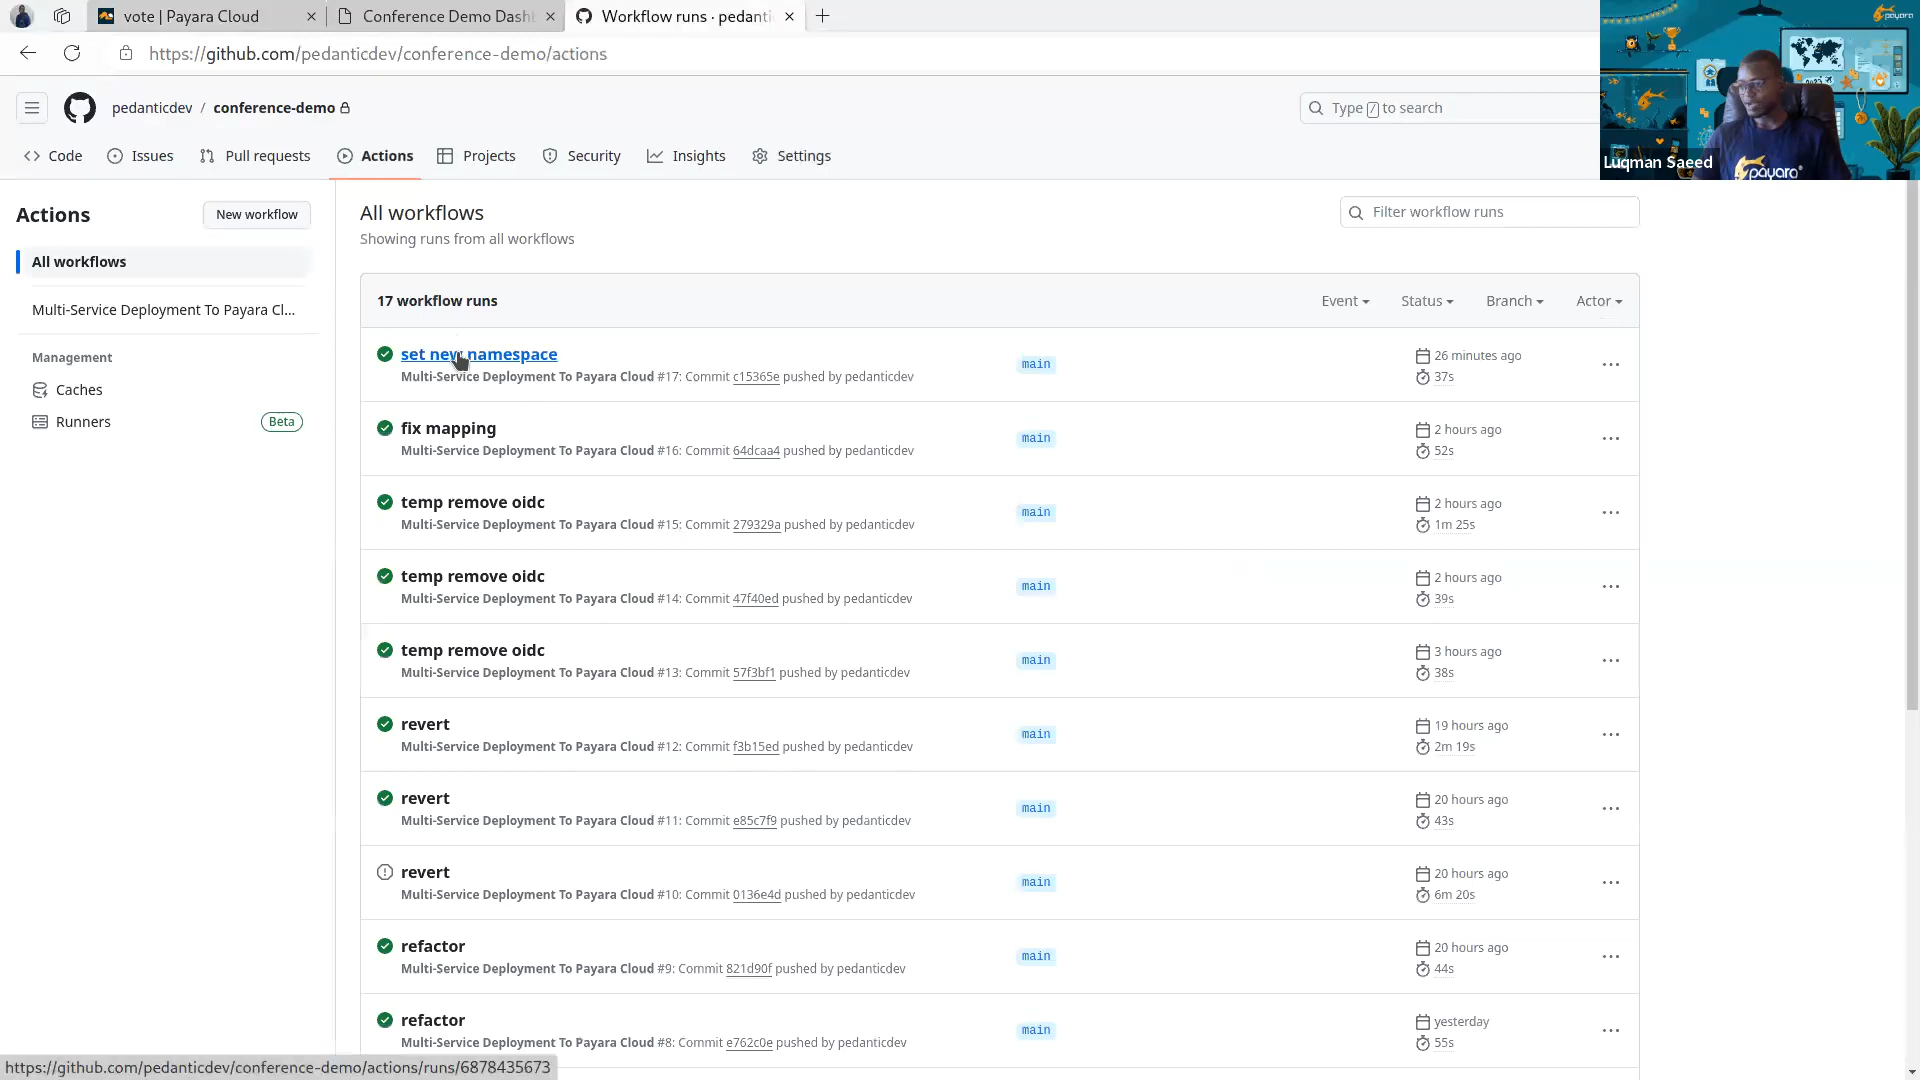 vote | Payara Cloud
Conference Demo Dash
Workflow runs · pedanti
https://github.com/pedanticdev/conference-demo/actions
pedanticdev / conference-demo
Type / to search
Code
Issues
Pull requests
Actions
Projects
Security
Insights
Settings
payara
Luqman Saeed
payara
Actions
New workflow
All workflows
Multi-Service Deployment To Payara Cl...
Management
Caches
Runners
Beta
All workflows
Showing runs from all workflows
Filter workflow runs
17 workflow runs
Event
Status
Branch
Actor
set new namespace
Multi-Service Deployment To Payara Cloud #17: Commit c15365e pushed by pedanticdev
main
26 minutes ago
37s
fix mapping
Multi-Service Deployment To Payara Cloud #16: Commit 64dcaa4 pushed by pedanticdev
main
2 hours ago
52s
temp remove oidc
Multi-Service Deployment To Payara Cloud #15: Commit 279329a pushed by pedanticdev
main
2 hours ago
1m 25s
temp remove oidc
Multi-Service Deployment To Payara Cloud #14: Commit 47f40ed pushed by pedanticdev
main
2 hours ago
39s
temp remove oidc
Multi-Service Deployment To Payara Cloud #13: Commit 57f3bf1 pushed by pedanticdev
main
3 hours ago
38s
revert
Multi-Service Deployment To Payara Cloud #12: Commit f3b15ed pushed by pedanticdev
main
19 hours ago
2m 19s
revert
Multi-Service Deployment To Payara Cloud #11: Commit e85c7f9 pushed by pedanticdev
main
20 hours ago
43s
revert
Multi-Service Deployment To Payara Cloud #10: Commit 0136e4d pushed by pedanticdev
main
20 hours ago
6m 20s
refactor
Multi-Service Deployment To Payara Cloud #9: Commit 821d90f pushed by pedanticdev
main
20 hours ago
44s
refactor
Multi-Service Deployment To Payara Cloud #8: Commit e762c0e pushed by pedanticdev
main
yesterday
55s
https://github.com/pedanticdev/conference-demo/actions/runs/6878435673